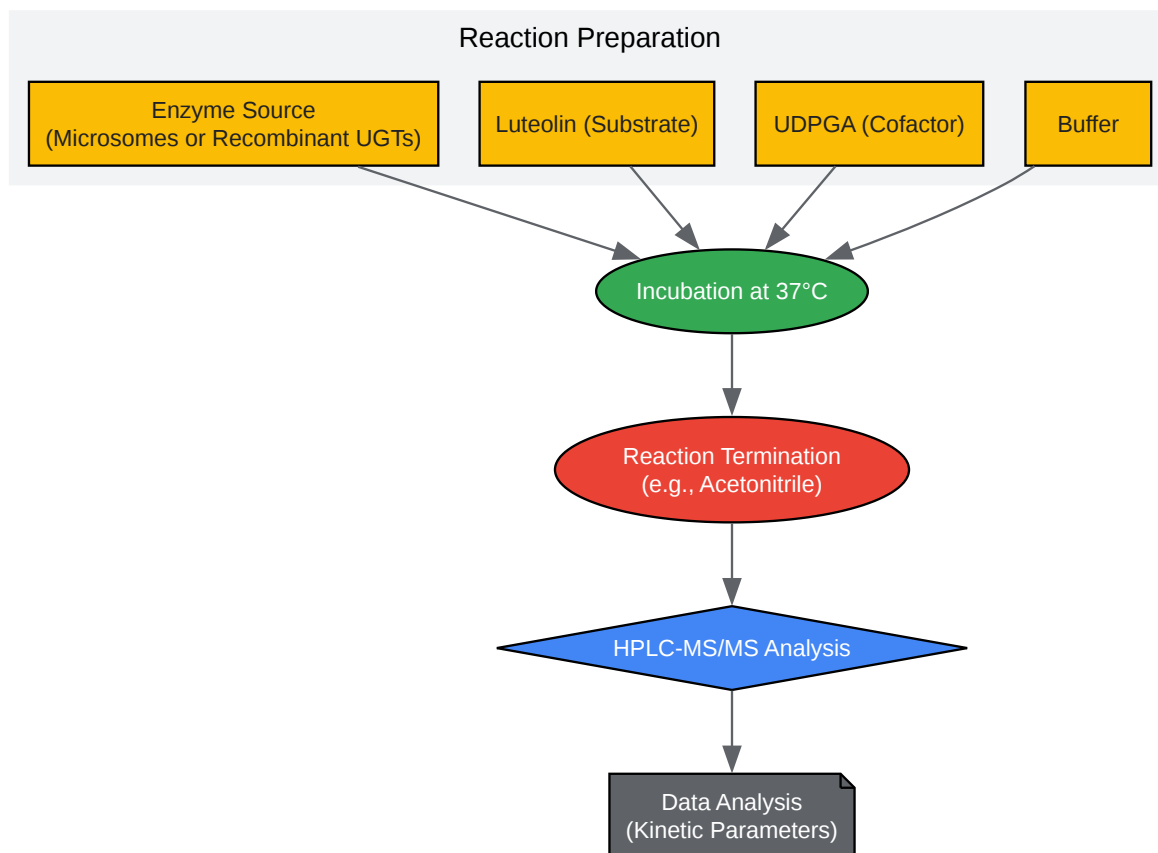 Reaction Preparation
Enzyme Source
(Microsomes or Recombinant UGTs)
Luteolin (Substrate)
UDPGA (Cofactor)
Buffer
Incubation at 37°C
Reaction Termination
(e.g., Acetonitrile)
HPLC-MS/MS Analysis
Data Analysis
(Kinetic Parameters)